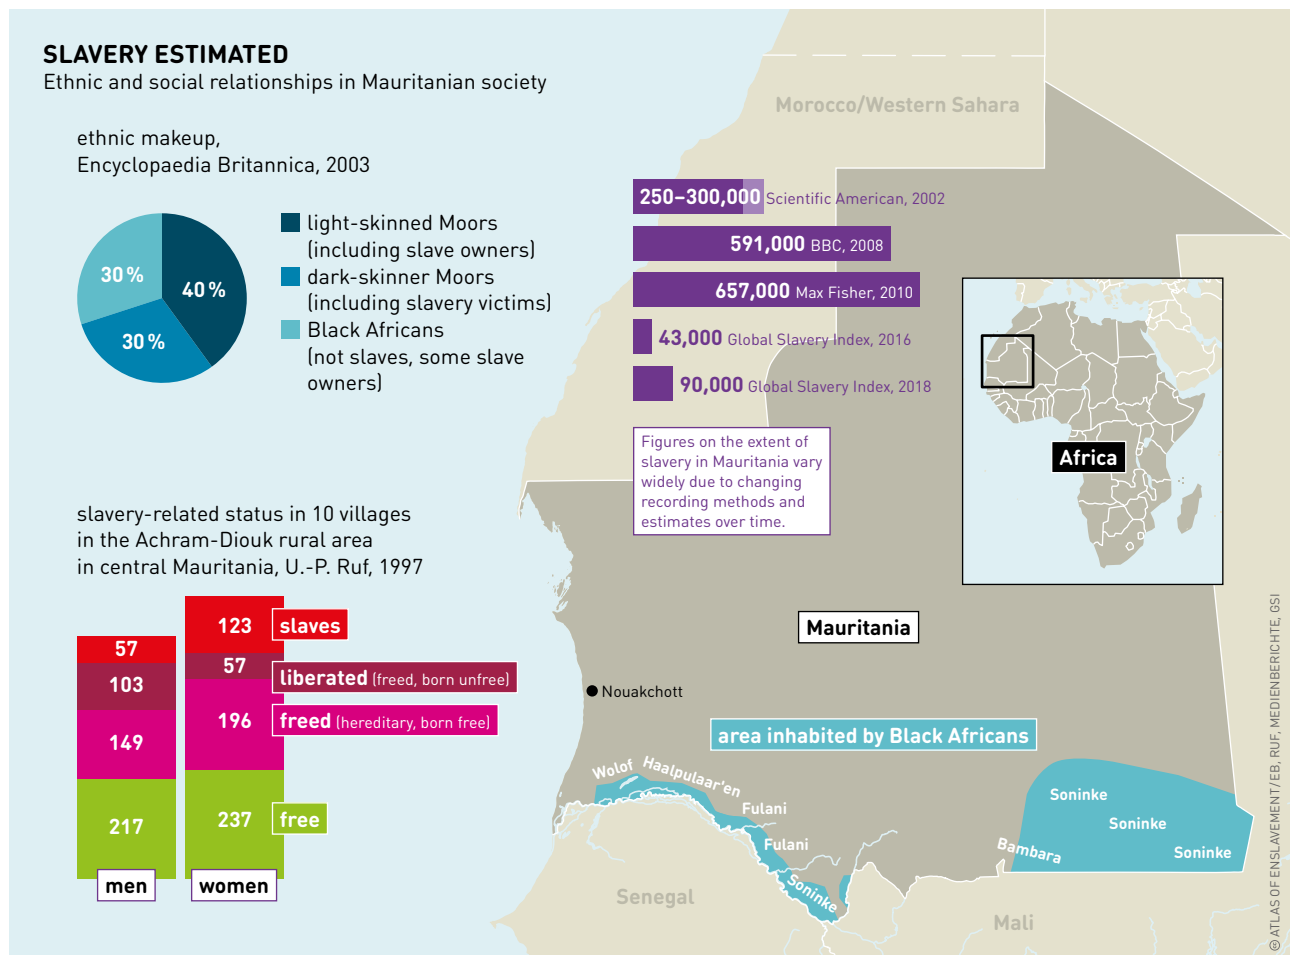 SLAVERY ESTIMATED
Ethnic and social relationships in Mauritanian society
ethnic makeup,
Encyclopaedia Britannica, 2003
30 %
40 %
30 %
light-skinned Moors
(including slave owners)
dark-skinner Moors
(including slavery victims)
Black Africans
(not slaves, some slave
owners)
slavery-related status in 10 villages
in the Achram-Diouk rural area
in central Mauritania, U.-P. Ruf, 1997
57
103
149
217
men
123
57
196
237
women
slaves
liberated (freed, born unfree)
freed (hereditary, born free)
free
Morocco/Western Sahara
250–300,000 Scientific American, 2002
591,000 BBC, 2008
657,000 Max Fisher, 2010
43,000 Global Slavery Index, 2016
90,000 Global Slavery Index, 2018
Figures on the extent of
slavery in Mauritania vary
widely due to changing
recording methods and
estimates over time.
Africa
Mauritania
Nouakchott
area inhabited by Black Africans
Wolof
Haalpulaar'en
Fulani
Fulani
Soninke
Bambara
Soninke
Soninke
Soninke
Senegal
Mali
ATLAS OF ENSLAVEMENT / EB, RUF, MEDIENBERICHTE, GSI